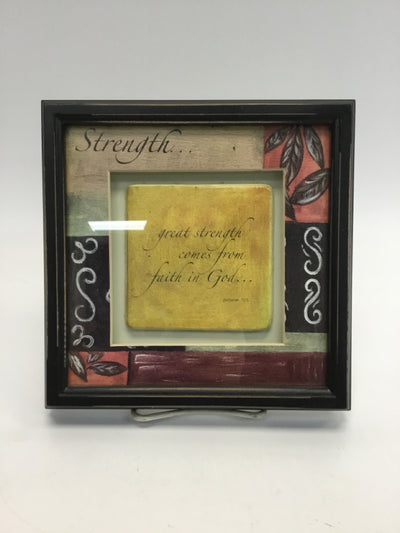 Strength...
great strength
comes from
faith in God...